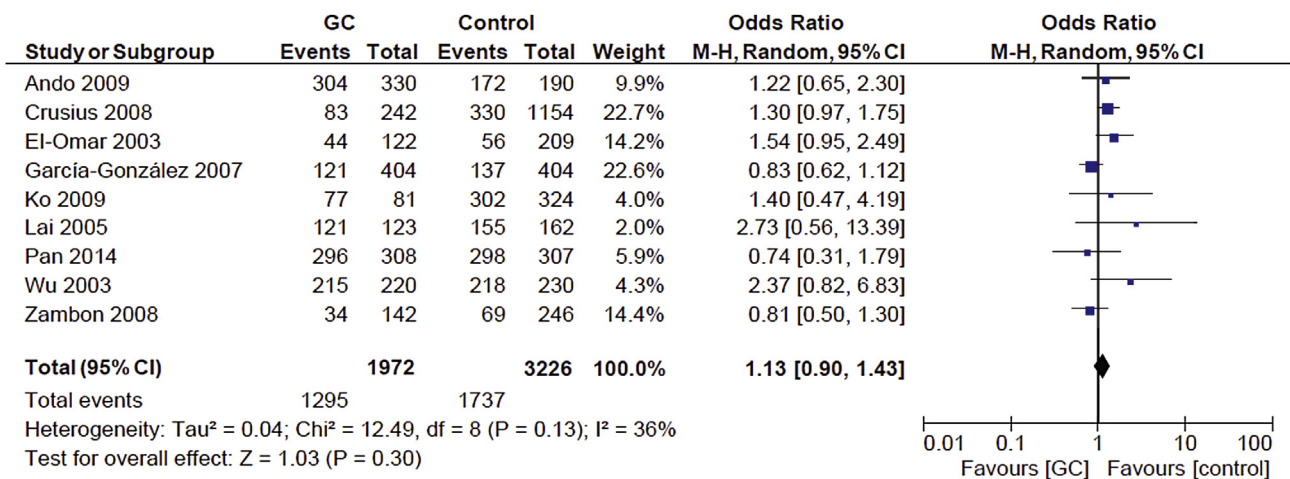 GC Control Odds Ratio Odds Ratio
Study or Subgroup Events Total Events Total Weight M-H, Random, 95% CI M-H, Random, 95% CI
Ando 2009 304 330 172 190 9.9% 1.22 [0.65, 2.30]
Crusius 2008 83 242 330 1154 22.7% 1.30 [0.97, 1.75]
El-Omar 2003 44 122 56 209 14.2% 1.54 [0.95, 2.49]
García-González 2007 121 404 137 404 22.6% 0.83 [0.62, 1.12]
Ko 2009 77 81 302 324 4.0% 1.40 [0.47, 4.19]
Lai 2005 121 123 155 162 2.0% 2.73 [0.56, 13.39]
Pan 2014 296 308 298 307 5.9% 0.74 [0.31, 1.79]
Wu 2003 215 220 218 230 4.3% 2.37 [0.82, 6.83]
Zambon 2008 34 142 69 246 14.4% 0.81 [0.50, 1.30]
Total (95% CI) 1972 3226 100.0% 1.13 [0.90, 1.43]
Total events 1295 1737
Heterogeneity: Tau² = 0.04; Chi² = 12.49, df = 8 (P = 0.13); I² = 36%
Test for overall effect: Z = 1.03 (P = 0.30)
0.01 0.1 1 10 100
Favours [GC] Favours [control]